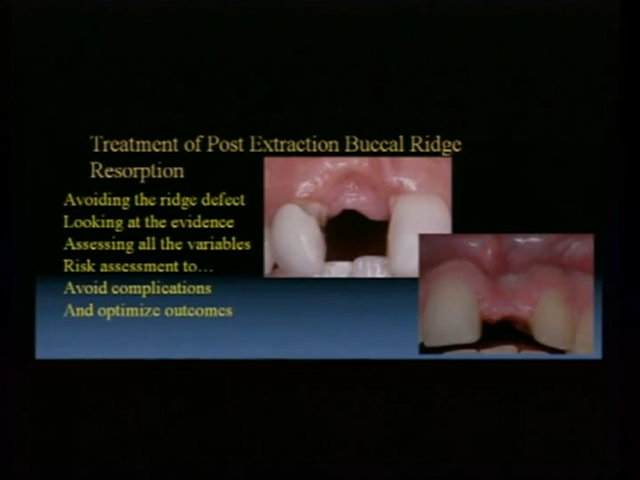 Treatment of Post Extraction Buccal Ridge
Resorption
Avoiding the ridge defect
Looking at the evidence
Assessing all the variables
Risk assessment to…
Avoid complications
And optimize outcomes